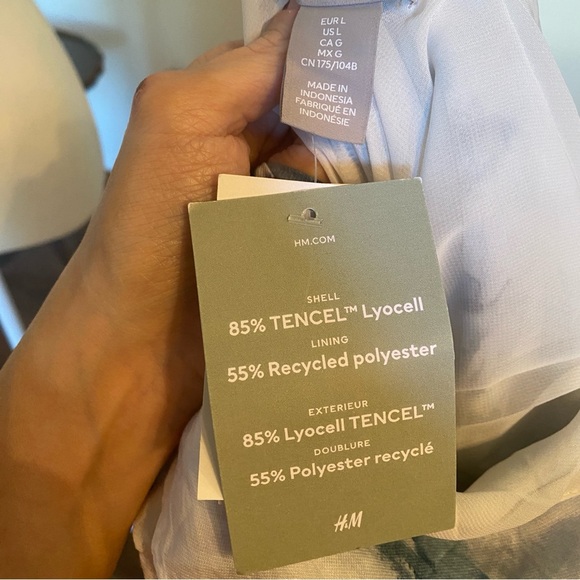 EUR L
US L
CA G
MX G
CN 175/104B
MADE IN
INDONESIA
FABRIQUÉ EN
INDONÉSIE
HM.COM
SHELL
85% TENCEL™ Lyocell
LINING
55% Recycled polyester
EXTERIEUR
85% Lyocell TENCEL™
DOUBLURE
55% Polyester recyclé
H&M